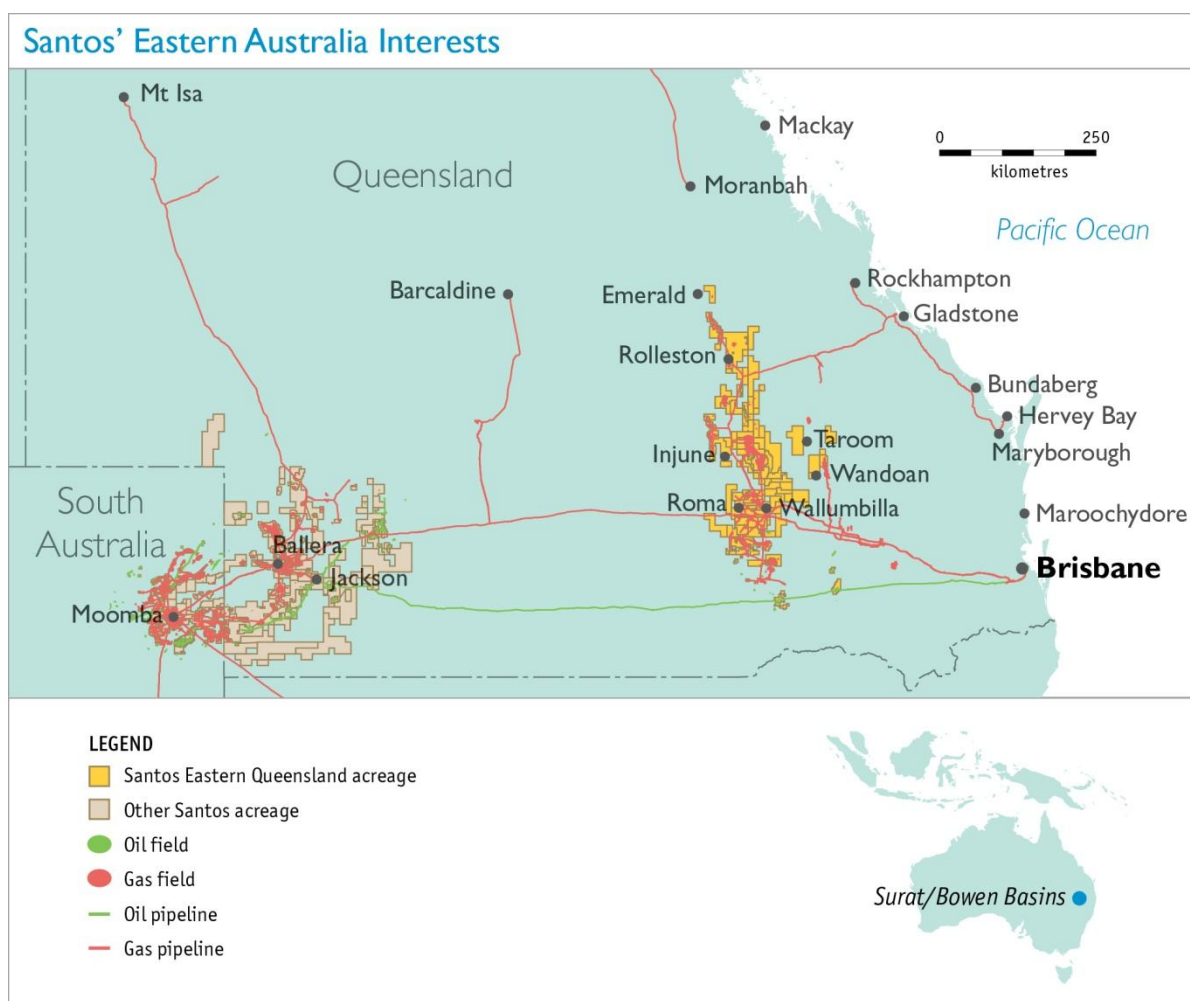 Santos' Eastern Australia Interests
Mt Isa
Mackay
0 250
kilometres
Queensland
Moranbah
Pacific Ocean
Barcaldine
Emerald
Rockhampton
Gladstone
Rolleston
Bundaberg
Hervey Bay
Maryborough
Injune
Taroom
Wandoan
South
Australia
Roma
Wallumbilla
Maroochydore
Ballera
Jackson
Brisbane
Moomba
LEGEND
Santos Eastern Queensland acreage
Other Santos acreage
Oil field
Gas field
Oil pipeline
Gas pipeline
Surat/Bowen Basins